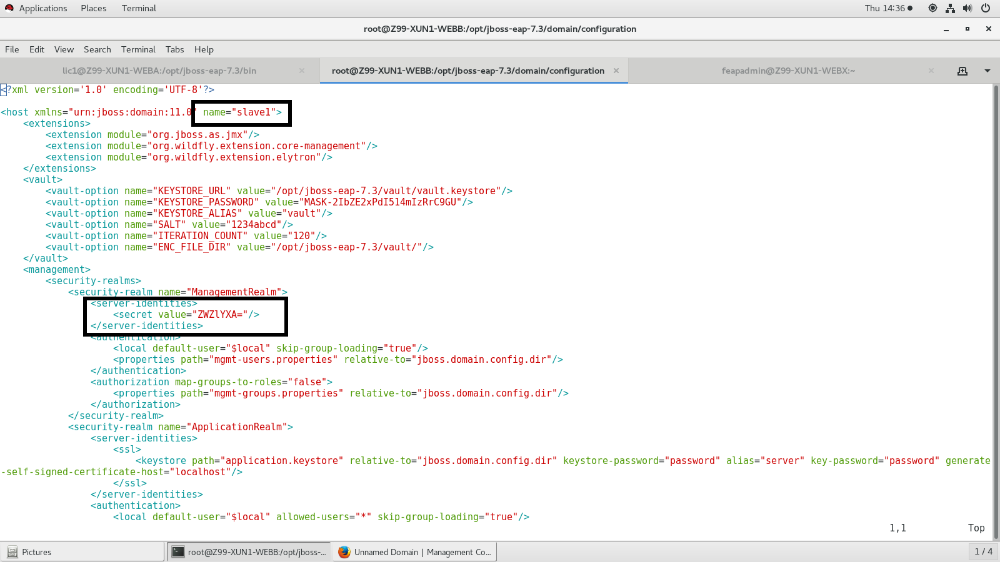 Applications Places Terminal Thu 14:36
root@Z99-XUN1-WEBB:/opt/jboss-eap-7.3/domain/configuration
File Edit View Search Terminal Tabs Help
lic1@Z99-XUN1-WEBA:/opt/jboss-eap-7.3/bin root@Z99-XUN1-WEBB:/opt/jboss-eap-7.3/domain/configuration feapadmin@Z99-XUN1-WEBX:~
<?xml version='1.0' encoding='UTF-8'?>
<host xmlns="urn:jboss:domain:11.0" name="slave1">
    <extensions>
        <extension module="org.jboss.as.jmx"/>
        <extension module="org.wildfly.extension.core-management"/>
        <extension module="org.wildfly.extension.elytron"/>
    </extensions>
    <vault>
        <vault-option name="KEYSTORE_URL" value="/opt/jboss-eap-7.3/vault/vault.keystore"/>
        <vault-option name="KEYSTORE_PASSWORD" value="MASK-2IbZE2xPdI514mIzRrC9GU"/>
        <vault-option name="KEYSTORE_ALIAS" value="vault"/>
        <vault-option name="SALT" value="1234abcd"/>
        <vault-option name="ITERATION_COUNT" value="120"/>
        <vault-option name="ENC_FILE_DIR" value="/opt/jboss-eap-7.3/vault/"/>
    </vault>
    <management>
        <security-realms>
            <security-realm name="ManagementRealm">
                <server-identities>
                    <secret value="ZWZlYXA="/>
                </server-identities>
                <authentication>
                    <local default-user="$local" skip-group-loading="true"/>
                    <properties path="mgmt-users.properties" relative-to="jboss.domain.config.dir"/>
                </authentication>
                <authorization map-groups-to-roles="false">
                    <properties path="mgmt-groups.properties" relative-to="jboss.domain.config.dir"/>
                </authorization>
            </security-realm>
            <security-realm name="ApplicationRealm">
                <server-identities>
                    <ssl>
                        <keystore path="application.keystore" relative-to="jboss.domain.config.dir" keystore-password="password" alias="server" key-password="password" generate
-self-signed-certificate-host="localhost"/>
                    </ssl>
                </server-identities>
                <authentication>
                    <local default-user="$local" allowed-users="*" skip-group-loading="true"/>
1,1 Top
Pictures root@Z99-XUN1-WEBB:/opt/jboss-... Unnamed Domain | Management Co... 1 / 4